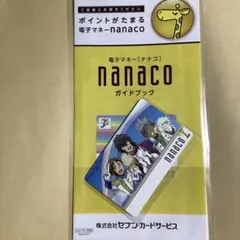 ポイントがたまる
電子マネーnanaco
電子マネー[ナナコ]
nanaco
ガイドブック
nanaco
株式会社セブン・カードサービス